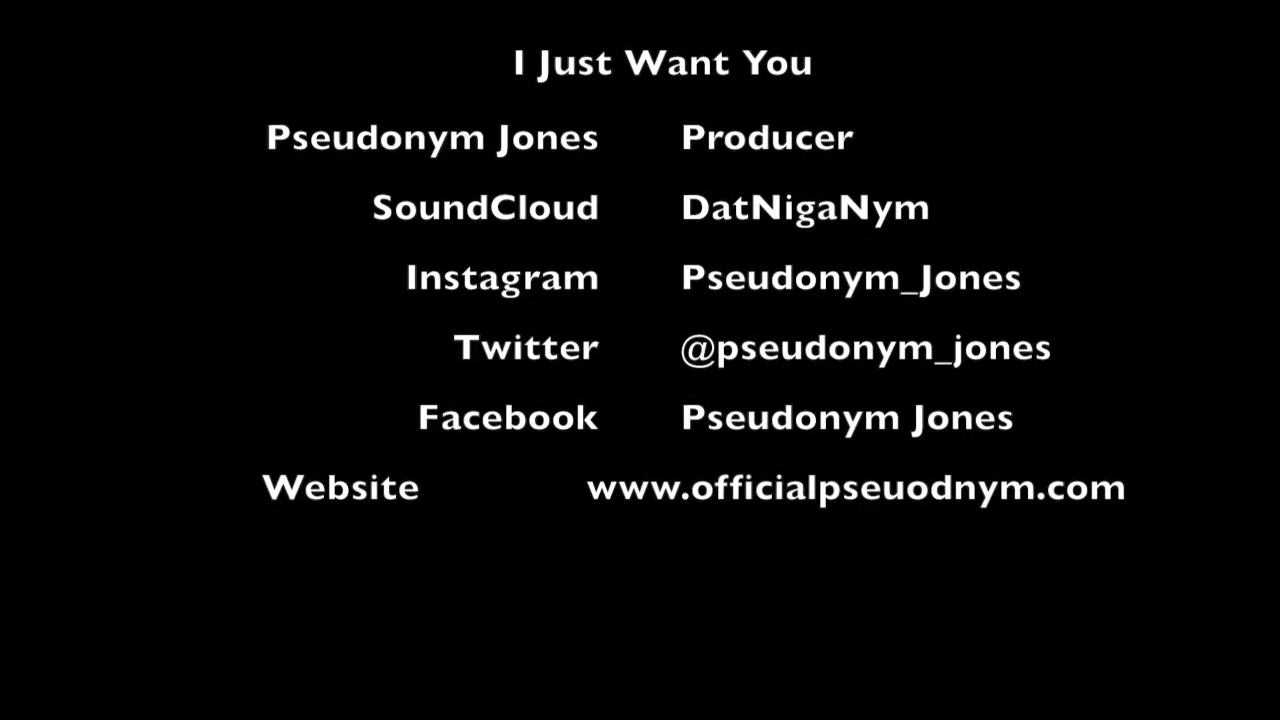 I Just Want You
Pseudonym Jones Producer
SoundCloud DatNigaNym
Instagram Pseudonym_Jones
Twitter @pseudonym_jones
Facebook Pseudonym Jones
Website www.officialpseuodnym.com